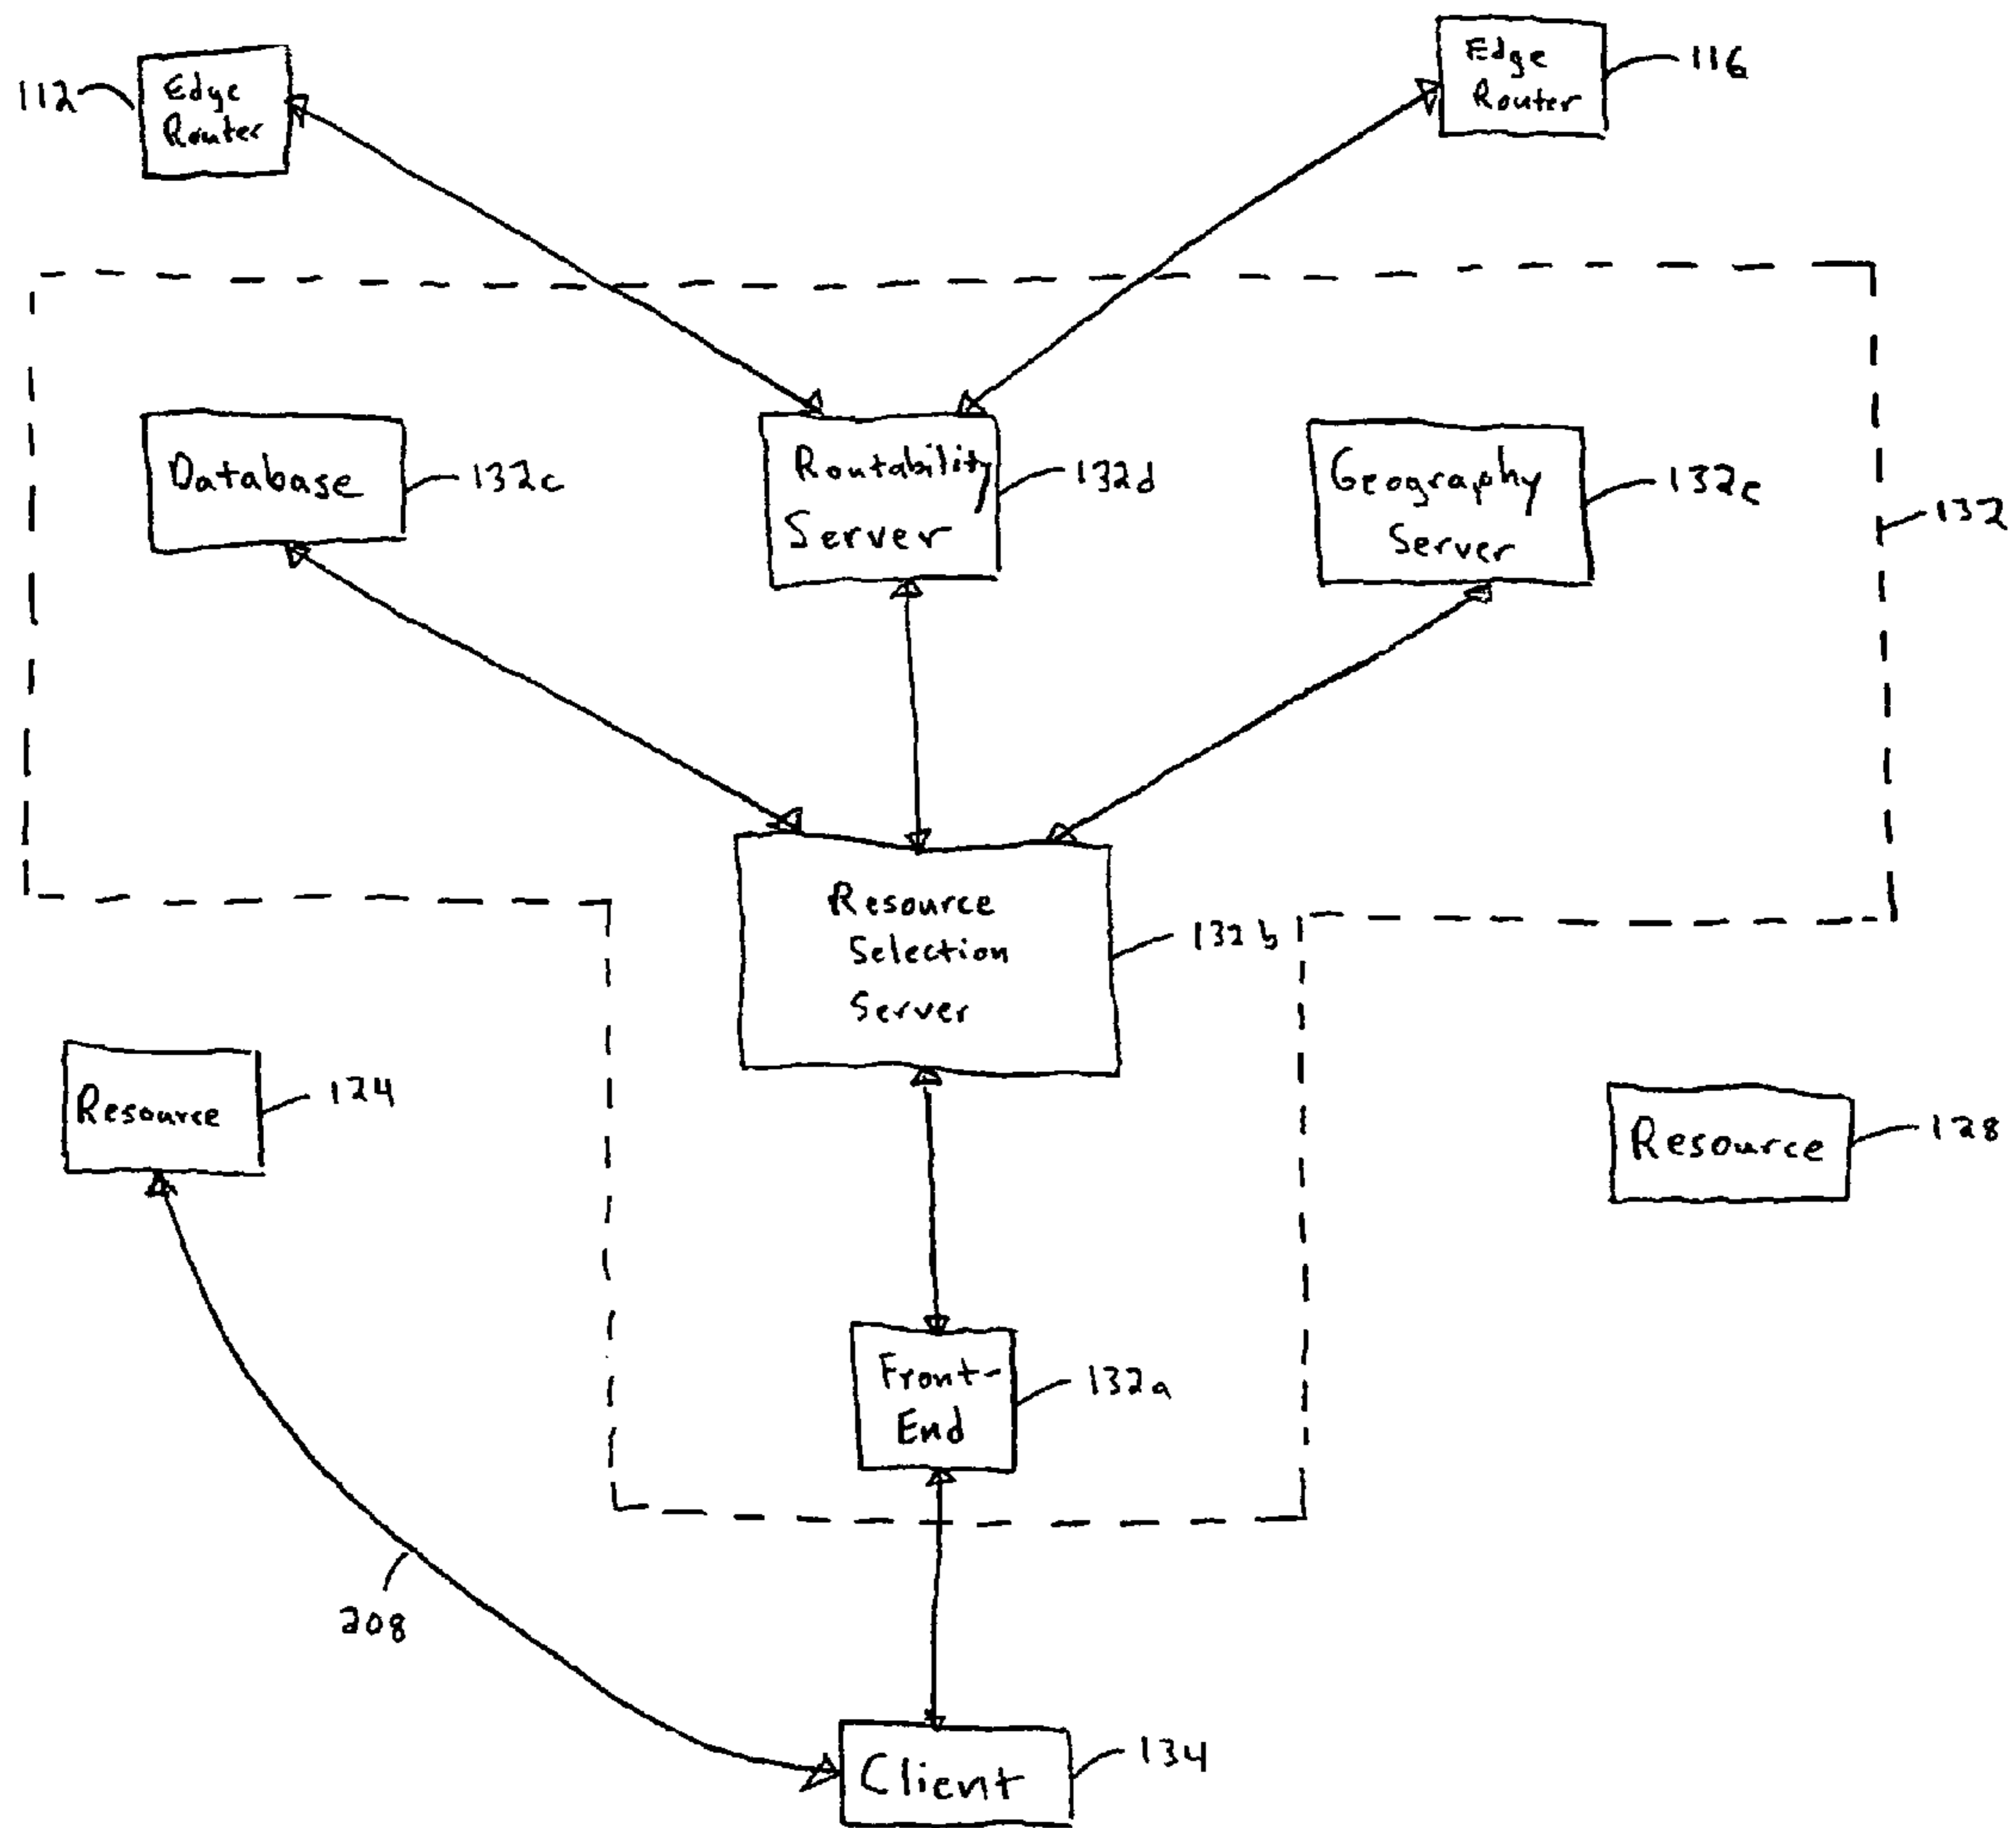 112
Edge
Router
Edge
Router
116
Database
132c
Routability
Server
132d
Geography
Server
132e
132
Resource
Selection
Server
132b
Resource
124
Resource
128
Front-
End
132a
208
Client
134